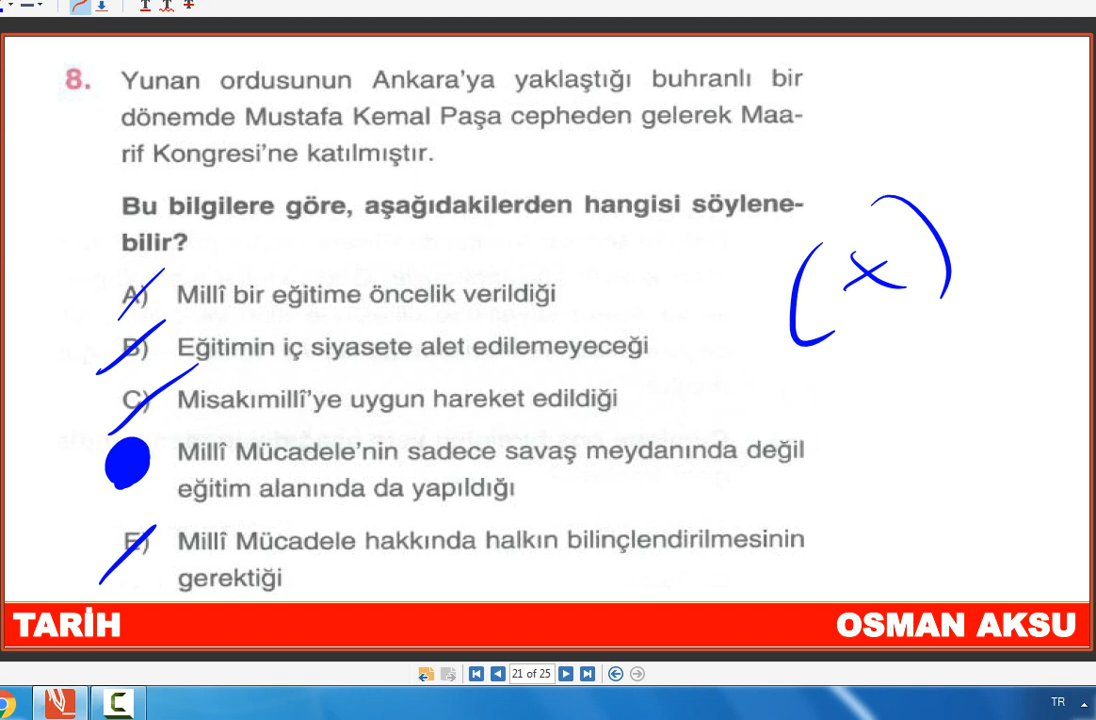 T T T
8. Yunan ordusunun Ankara'ya yaklaştığı buhranlı bir
dönemde Mustafa Kemal Paşa cepheden gelerek Maa-
rif Kongresi'ne katılmıştır.
Bu bilgilere göre, aşağıdakilerden hangisi söylene-
bilir?
A) Millî bir eğitime öncelik verildiği
B) Eğitimin iç siyasete alet edilemeyeceği
C) Misakımillî'ye uygun hareket edildiği
Millî Mücadele'nin sadece savaş meydanında değil
eğitim alanında da yapıldığı
E) Millî Mücadele hakkında halkın bilinçlendirilmesinin
gerektiği
(x)
TARİH OSMAN AKSU
21 of 25
TR